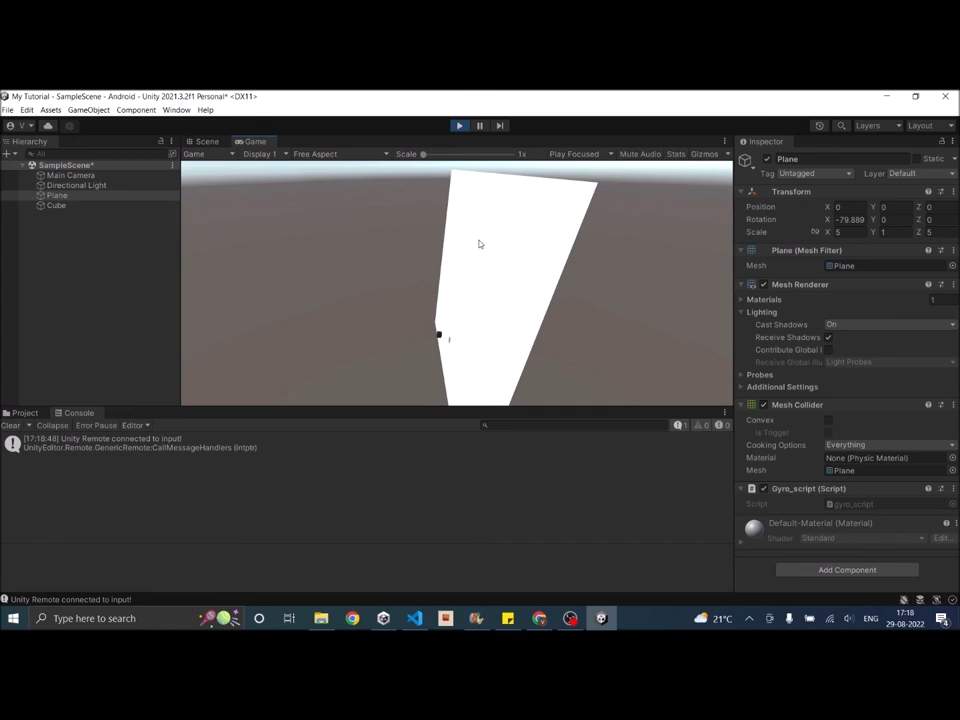 My Tutorial - SampleScene - Android - Unity 2021.3.2f1 Personal* <DX11>
File Edit Assets GameObject Component Window Help
V Layers Layout
Hierarchy Scene Game Inspector
All Game Display 1 Free Aspect Scale 1x Play Focused Mute Audio Stats Gizmos
Plane Static
SampleScene*
Tag Untagged Layer Default
Main Camera
Directional Light
Plane
Cube
Transform
Position X 0 Y 0 Z 0
Rotation X -79.889 Y 0 Z 0
Scale X 5 Y 1 Z 5
Plane (Mesh Filter)
Mesh Plane
Mesh Renderer
Materials 1
Lighting
Cast Shadows On
Receive Shadows
Contribute Global I
Receive Global Illu Light Probes
Probes
Additional Settings
Mesh Collider
Convex
Is Trigger
Cooking Options Everything
Material None (Physic Material)
Mesh Plane
Gyro_script (Script)
Script gyro_script
Default-Material (Material)
Shader Standard Edit...
Add Component
Project Console
Clear Collapse Error Pause Editor 1 0 0
[17:18:48] Unity Remote connected to input!
UnityEditor.Remote.GenericRemote:CallMessageHandlers (intptr)
Unity Remote connected to input!
Type here to search
21°C ENG 17:18
29-08-2022
4